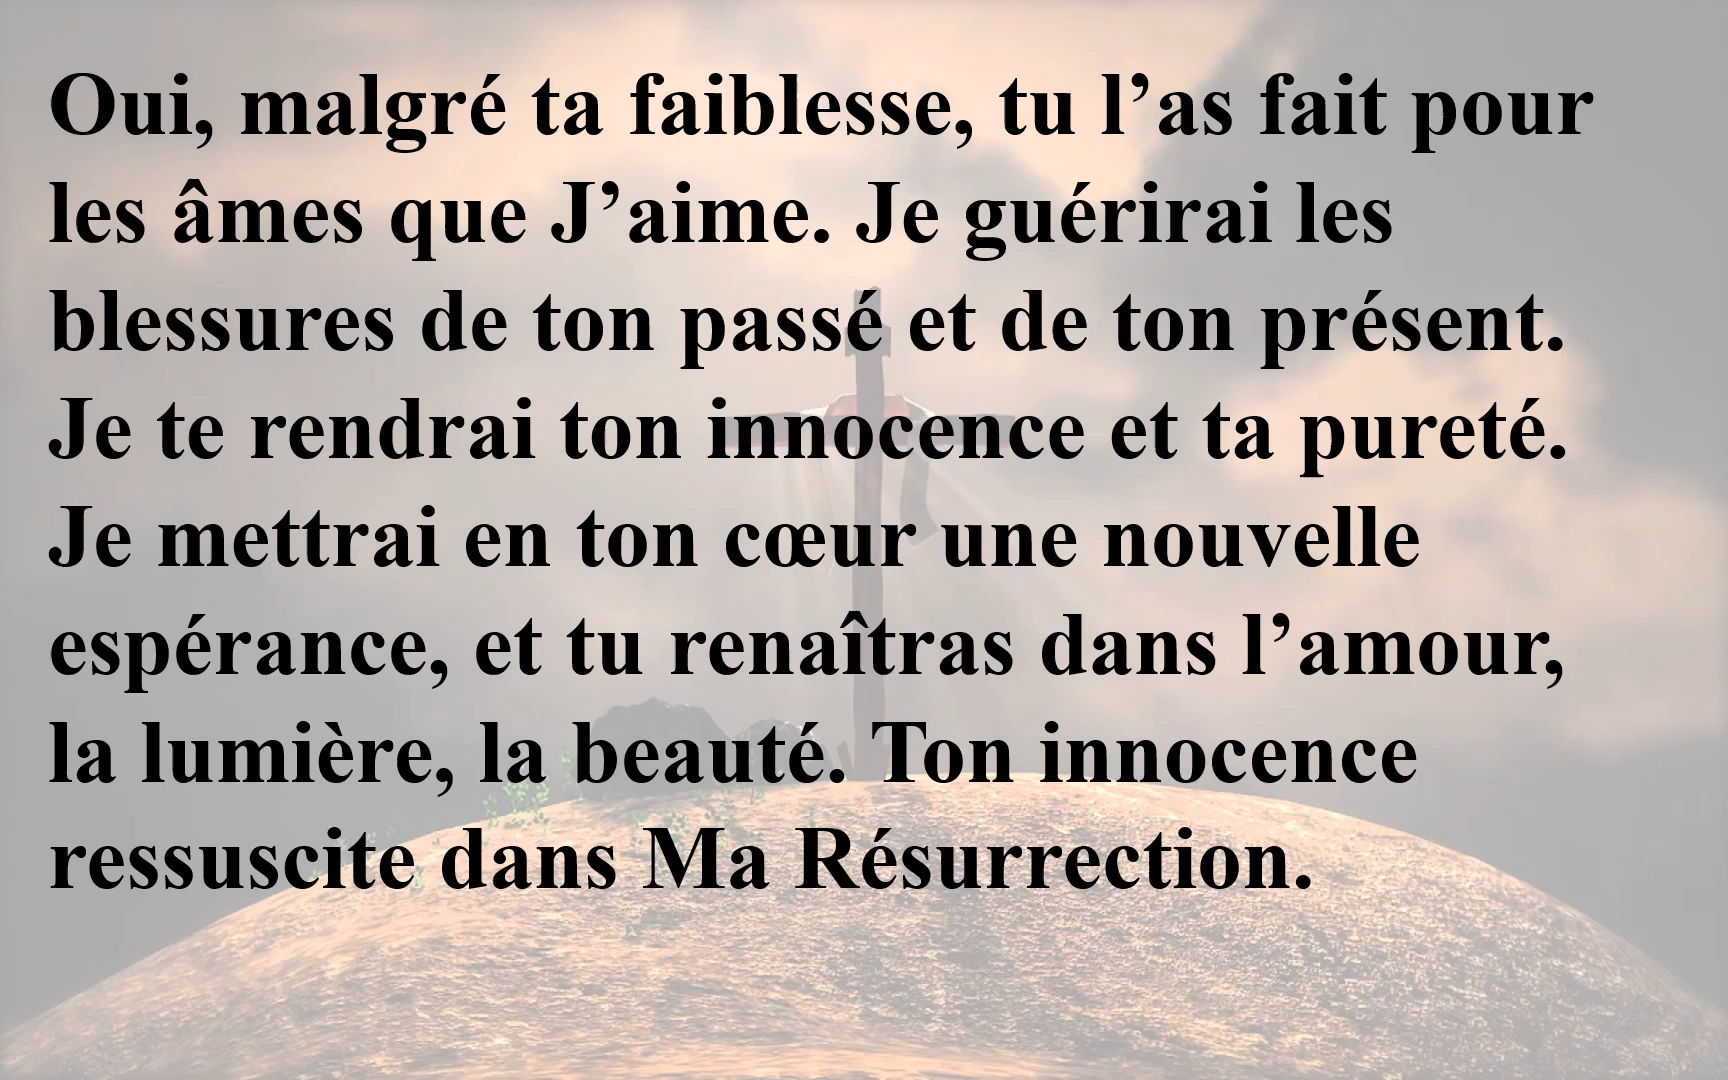 Oui, malgré ta faiblesse, tu l’as fait pour
les âmes que J’aime. Je guérirai les
blessures de ton passé et de ton présent.
Je te rendrai ton innocence et ta pureté.
Je mettrai en ton cœur une nouvelle
espérance, et tu renaîtras dans l’amour,
la lumière, la beauté. Ton innocence
ressuscite dans Ma Résurrection.